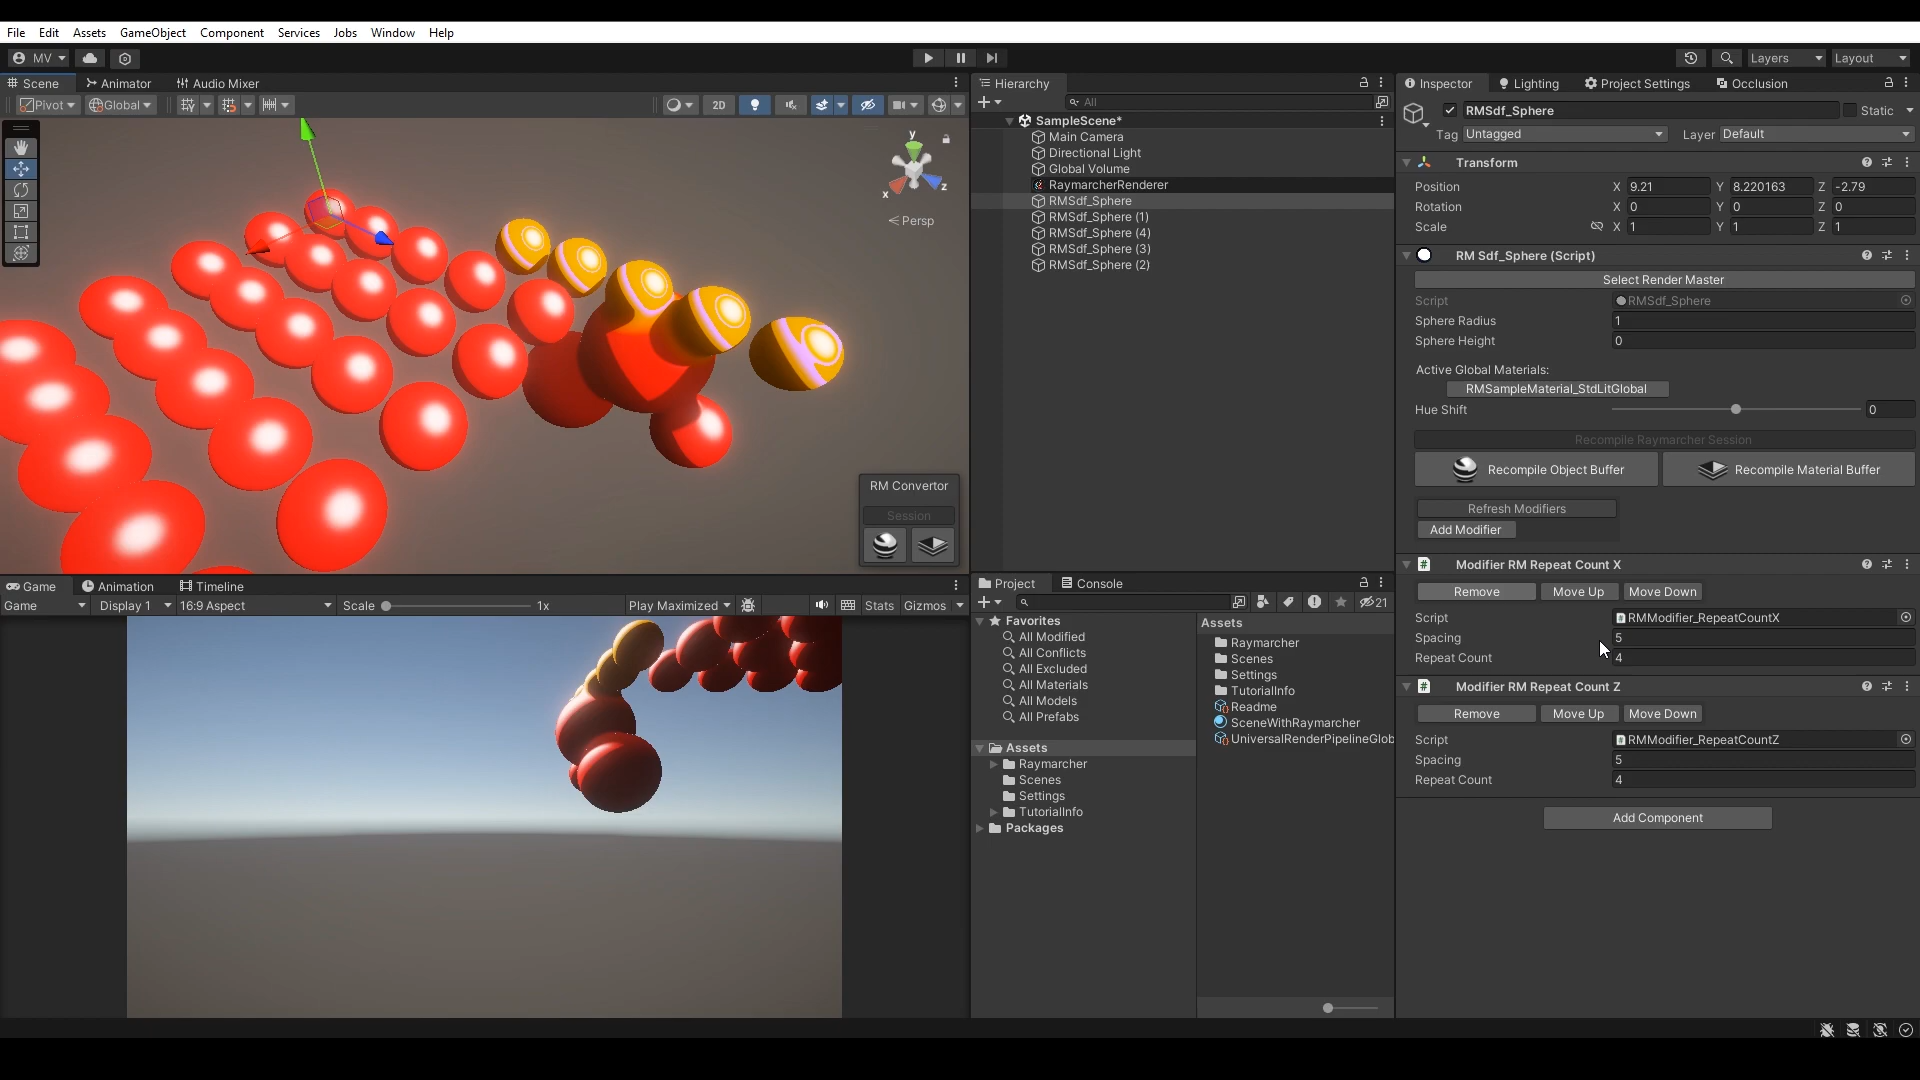 File Edit Assets GameObject Component Services Jobs Window Help
MV Layers Layout
Scene Animator Audio Mixer
Pivot Global 2D
y
x z
Persp
RM Convertor
Session
Game Animation Timeline
Game Display 1 16:9 Aspect Scale 1x Play Maximized Stats Gizmos
Hierarchy
All
SampleScene*
Main Camera
Directional Light
Global Volume
RaymarcherRenderer
RMSdf_Sphere
RMSdf_Sphere (1)
RMSdf_Sphere (4)
RMSdf_Sphere (3)
RMSdf_Sphere (2)
Project Console
21
Favorites
All Modified
All Conflicts
All Excluded
All Materials
All Models
All Prefabs
Assets
Raymarcher
Scenes
Settings
TutorialInfo
Packages
Assets
Raymarcher
Scenes
Settings
TutorialInfo
Readme
SceneWithRaymarcher
UniversalRenderPipelineGlob
Inspector Lighting Project Settings Occlusion
RMSdf_Sphere Static
Tag Untagged Layer Default
Transform
Position X 9.21 Y 8.220163 Z -2.79
Rotation X 0 Y 0 Z 0
Scale X 1 Y 1 Z 1
RM Sdf_Sphere (Script)
Select Render Master
Script RMSdf_Sphere
Sphere Radius 1
Sphere Height 0
Active Global Materials:
RMSampleMaterial_StdLitGlobal
Hue Shift 0
Recompile Raymarcher Session
Recompile Object Buffer Recompile Material Buffer
Refresh Modifiers
Add Modifier
Modifier RM Repeat Count X
Remove Move Up Move Down
Script RMModifier_RepeatCountX
Spacing 5
Repeat Count 4
Modifier RM Repeat Count Z
Remove Move Up Move Down
Script RMModifier_RepeatCountZ
Spacing 5
Repeat Count 4
Add Component